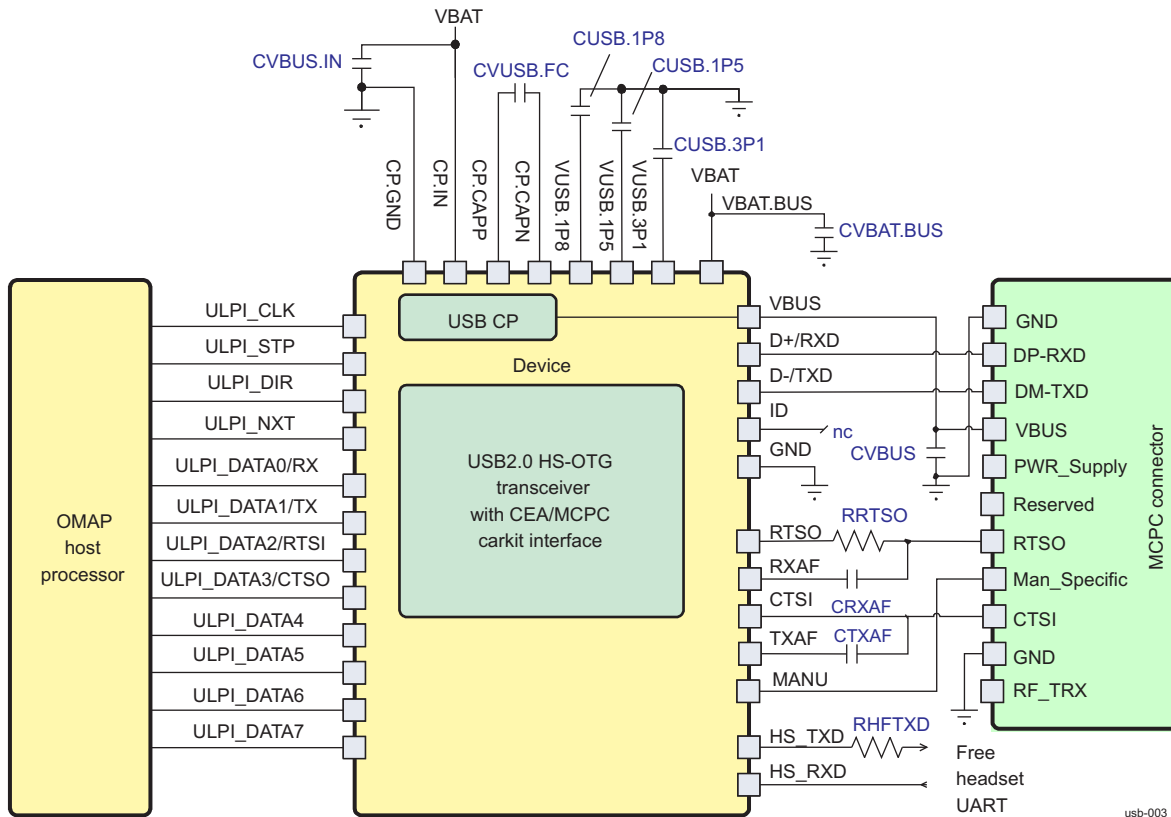 VBAT
CVBUS.IN
CVUSB.FC
CUSB.1P8
CUSB.1P5
CUSB.3P1
CP.GND
CP.IN
CP.CAPP
CP.CAPN
VUSB.1P8
VUSB.1P5
VUSB.3P1
VBAT
VBAT.BUS
CVBAT.BUS
OMAP
host
processor
ULPI_CLK
ULPI_STP
ULPI_DIR
ULPI_NXT
ULPI_DATA0/RX
ULPI_DATA1/TX
ULPI_DATA2/RTSI
ULPI_DATA3/CTSO
ULPI_DATA4
ULPI_DATA5
ULPI_DATA6
ULPI_DATA7
USB CP
Device
USB2.0 HS-OTG
transceiver
with CEA/MCPC
carkit interface
VBUS
D+/RXD
D-/TXD
ID
nc
GND
CVBUS
RTSO
RRTSO
RXAF
CTSI
CRXAF
TXAF
CTXAF
MANU
HS_TXD
RHFTXD
HS_RXD
Free
headset
UART
GND
DP-RXD
DM-TXD
VBUS
PWR_Supply
Reserved
RTSO
Man_Specific
CTSI
GND
RF_TRX
MCPC connector
usb-003